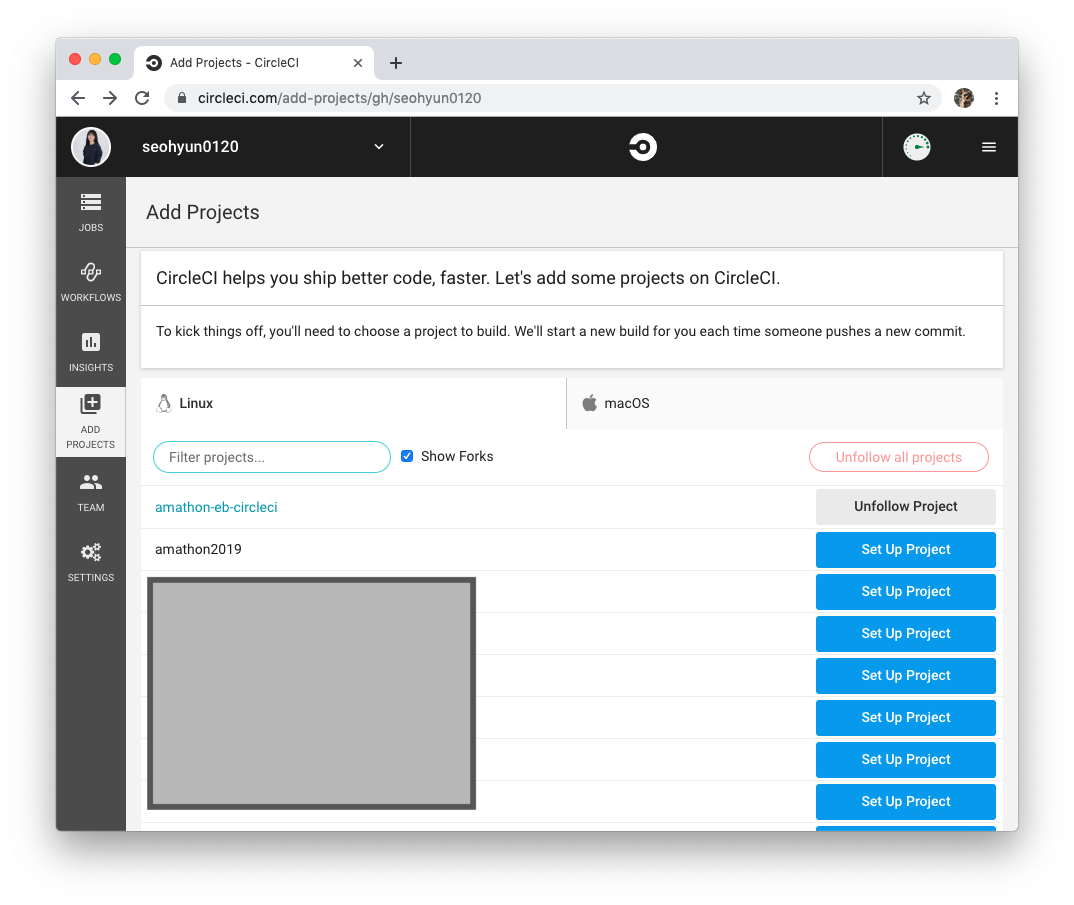 Add Projects - CircleCI
circleci.com/add-projects/gh/seohyun0120
seohyun0120
JOBS
WORKFLOWS
INSIGHTS
ADD
PROJECTS
TEAM
SETTINGS
Add Projects
CircleCI helps you ship better code, faster. Let's add some projects on CircleCI.
To kick things off, you'll need to choose a project to build. We'll start a new build for you each time someone pushes a new commit.
Linux
macOS
Filter projects...
Show Forks
Unfollow all projects
amathon-eb-circleci
Unfollow Project
amathon2019
Set Up Project
Set Up Project
Set Up Project
Set Up Project
Set Up Project
Set Up Project
Set Up Project